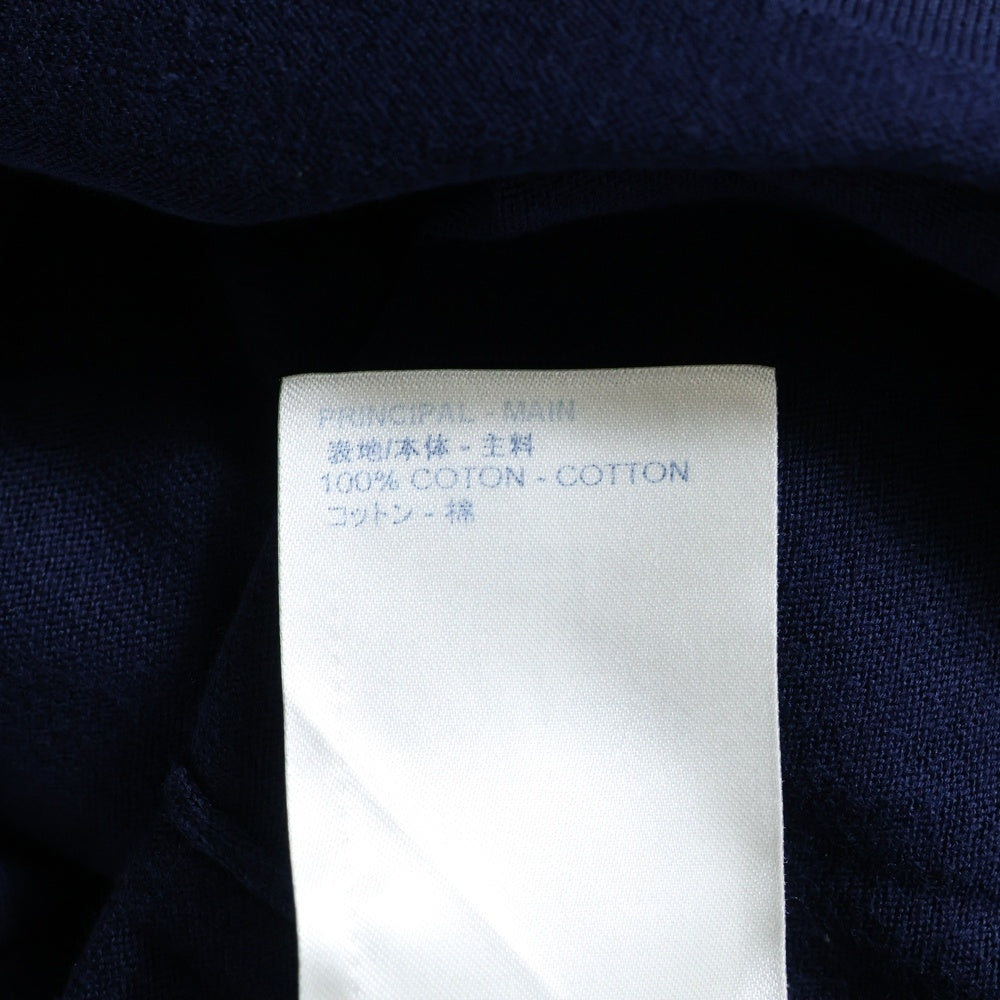 PRINCIPAL - MAIN
表地/本体 - 主料
100% COTON - COTTON
コットン - 棉